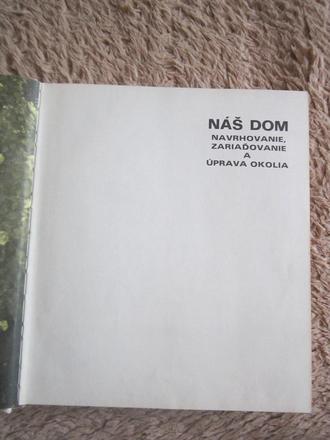 NÁŠ DOM
NAVRHOVANIE,
ZARIAĎOVANIE
A
ÚPRAVA OKOLIA